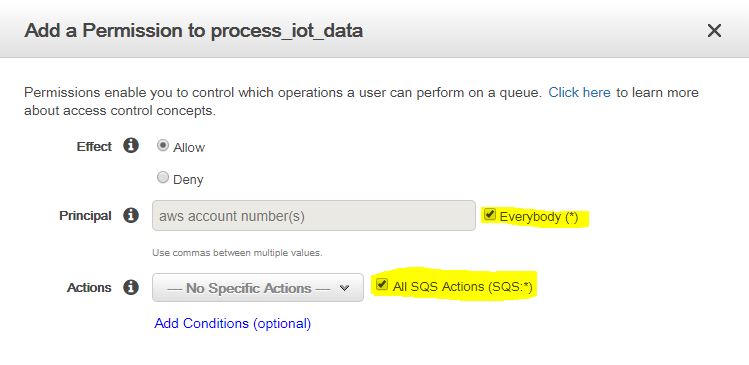 Add a Permission to process_iot_data
Permissions enable you to control which operations a user can perform on a queue. Click here to learn more
about access control concepts.
Effect Allow
Deny
Principal aws account number(s) Everybody (*)
Use commas between multiple values.
Actions --- No Specific Actions --- All SQS Actions (SQS:*)
Add Conditions (optional)